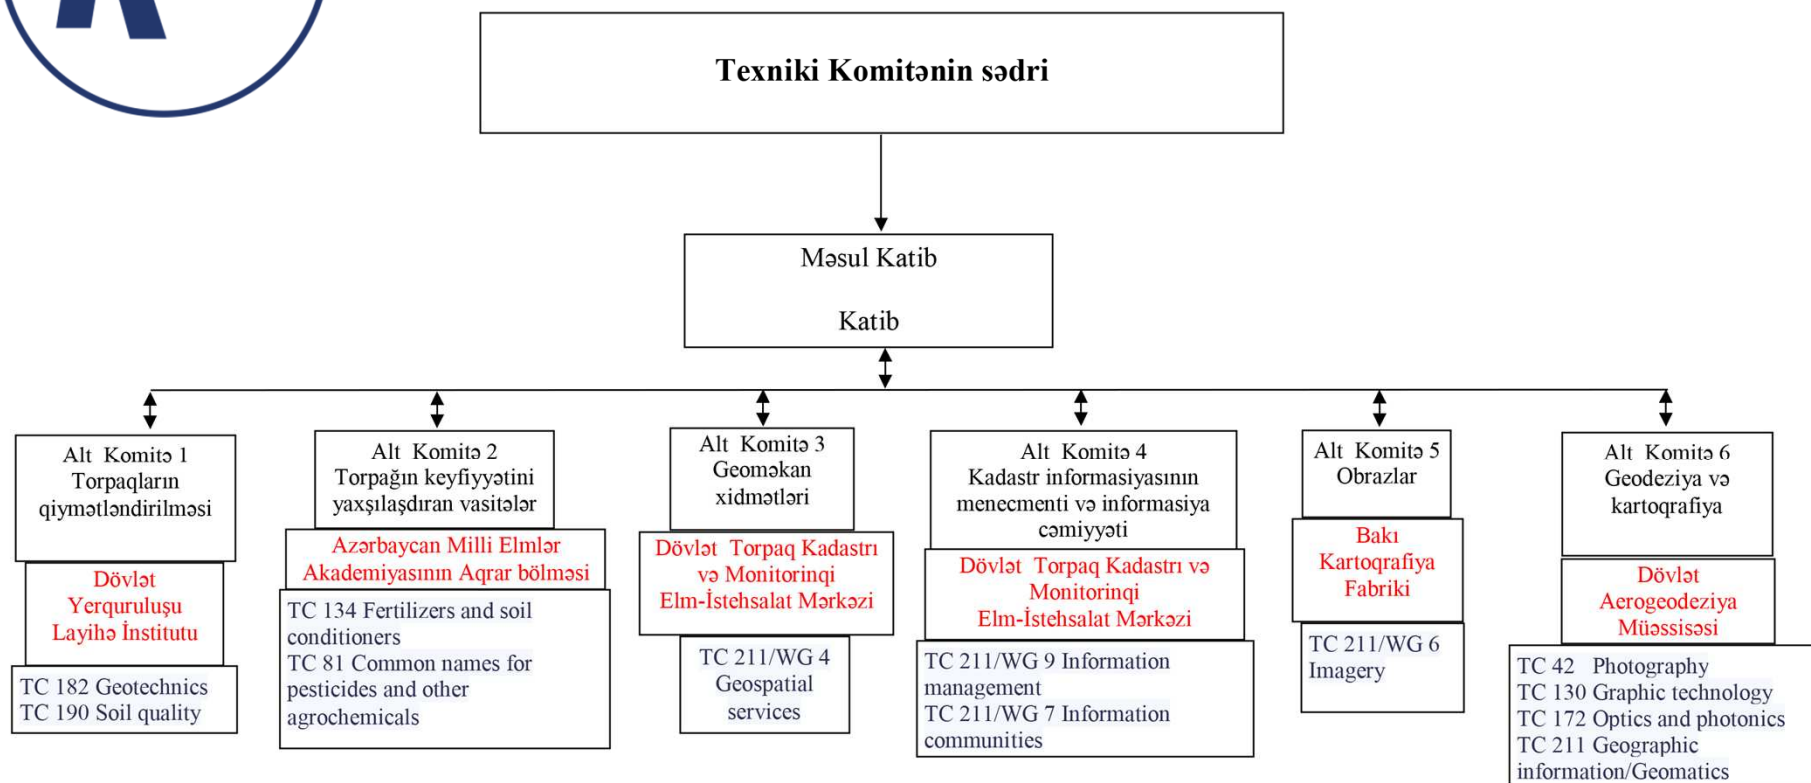 Texniki Komitənin sədri
Məsul Katib
Katib
Alt Komitə 1
Torpaqların
qiymətləndirilməsi
Dövlət
Yerquruluşu
Layihə İnstitutu
TC 182 Geotechnics
TC 190 Soil quality
Alt Komitə 2
Torpağın keyfiyyətini
yaxşılaşdıran vasitələr
Azərbaycan Milli Elmlər
Akademiyasının Aqrar bölməsi
TC 134 Fertilizers and soil
conditioners
TC 81 Common names for
pesticides and other
agrochemicals
Alt Komitə 3
Geoməkan
xidmətləri
Dövlət Torpaq Kadastrı
və Monitorinqi
Elm-İstehsalat Mərkəzi
TC 211/WG 4
Geospatial
services
Alt Komitə 4
Kadastr informasiyasının
menecmenti və informasiya
cəmiyyəti
Dövlət Torpaq Kadastrı və
Monitorinqi
Elm-İstehsalat Mərkəzi
TC 211/WG 9 Information
management
TC 211/WG 7 Information
communities
Alt Komitə 5
Obrazlar
Bakı
Kartoqrafiya
Fabriki
TC 211/WG 6
Imagery
Alt Komitə 6
Geodeziya və
kartoqrafiya
Dövlət
Aerogeodeziya
Müəssisəsi
TC 42 Photography
TC 130 Graphic technology
TC 172 Optics and photonics
TC 211 Geographic
information/Geomatics